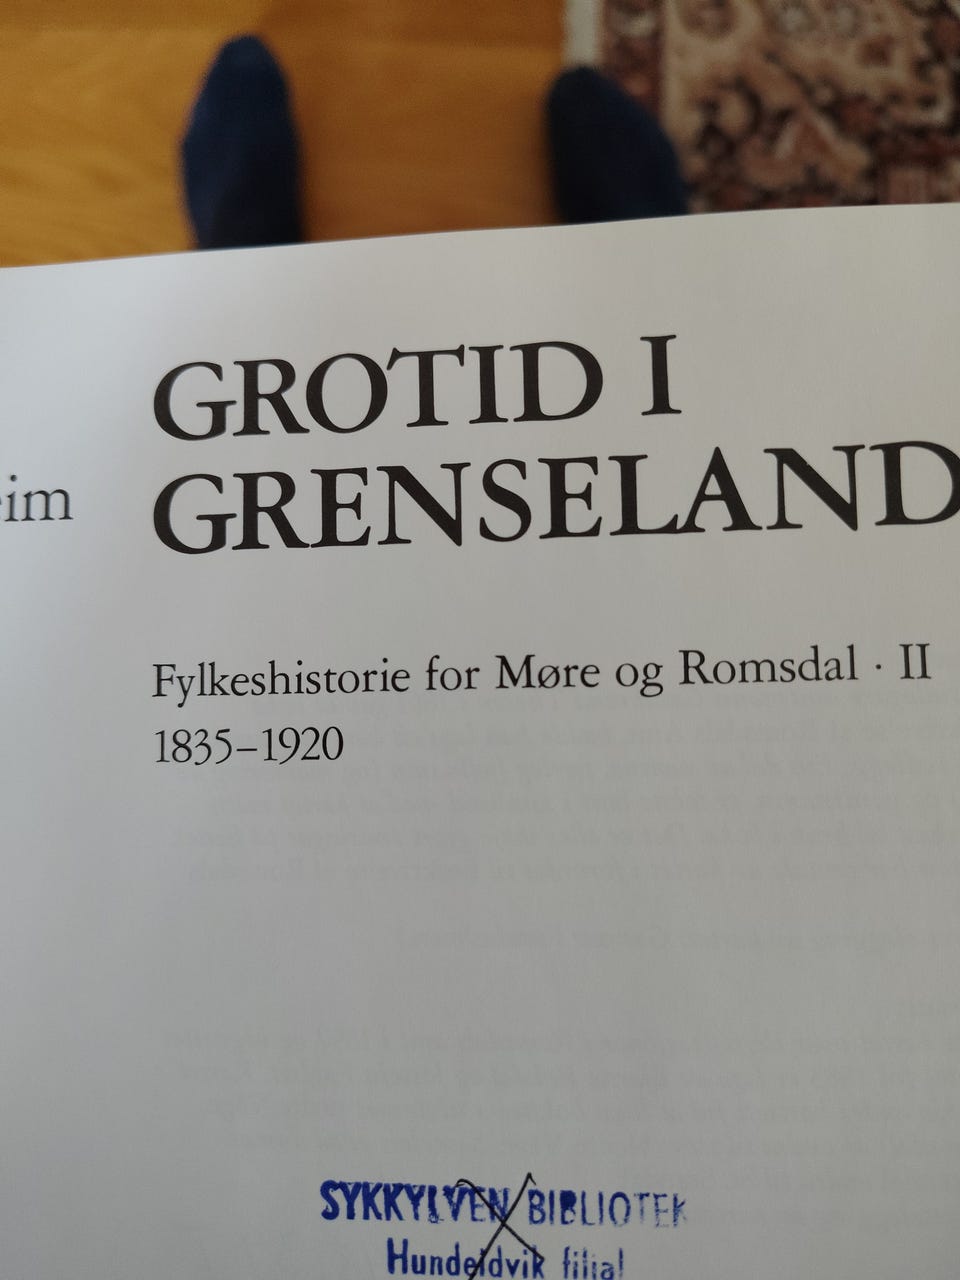 GROTID I
GRENSELAND
eim
Fylkeshistorie for Møre og Romsdal · II
1835–1920
SYKKYLVEN BIBLIOTEK
Hundeidvik filial